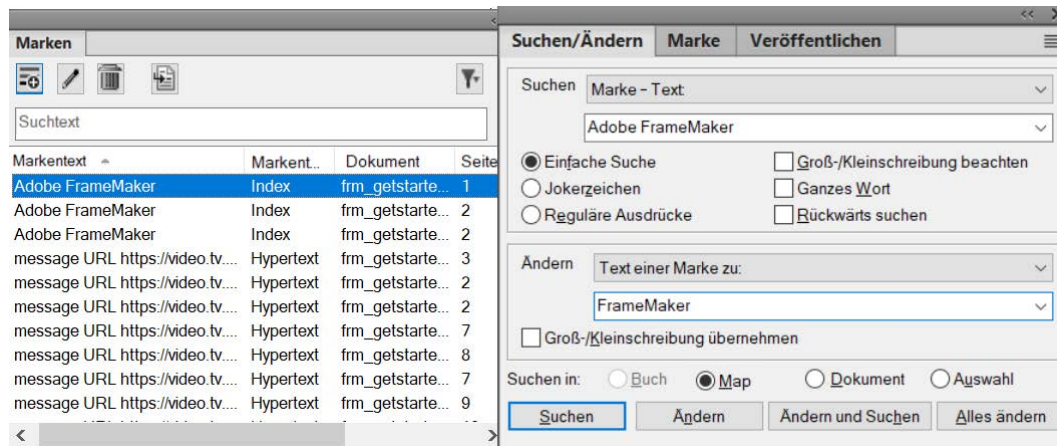 Marken
Suchtext
Markentext Markent... Dokument Seite
Adobe FrameMaker Index frm_getstarte... 1
Adobe FrameMaker Index frm_getstarte... 2
Adobe FrameMaker Index frm_getstarte... 2
message URL https://video.tv.... Hypertext frm_getstarte... 3
message URL https://video.tv.... Hypertext frm_getstarte... 2
message URL https://video.tv.... Hypertext frm_getstarte... 2
message URL https://video.tv.... Hypertext frm_getstarte... 7
message URL https://video.tv.... Hypertext frm_getstarte... 8
message URL https://video.tv.... Hypertext frm_getstarte... 7
message URL https://video.tv.... Hypertext frm_getstarte... 9
Suchen/Ändern Marke Veröffentlichen
Suchen Marke - Text:
Adobe FrameMaker
Einfache Suche Groß-/Kleinschreibung beachten
Jokerzeichen Ganzes Wort
Reguläre Ausdrücke Rückwärts suchen
Ändern Text einer Marke zu:
FrameMaker
Groß-/Kleinschreibung übernehmen
Suchen in: Buch Map Dokument Auswahl
Suchen Ändern Ändern und Suchen Alles ändern